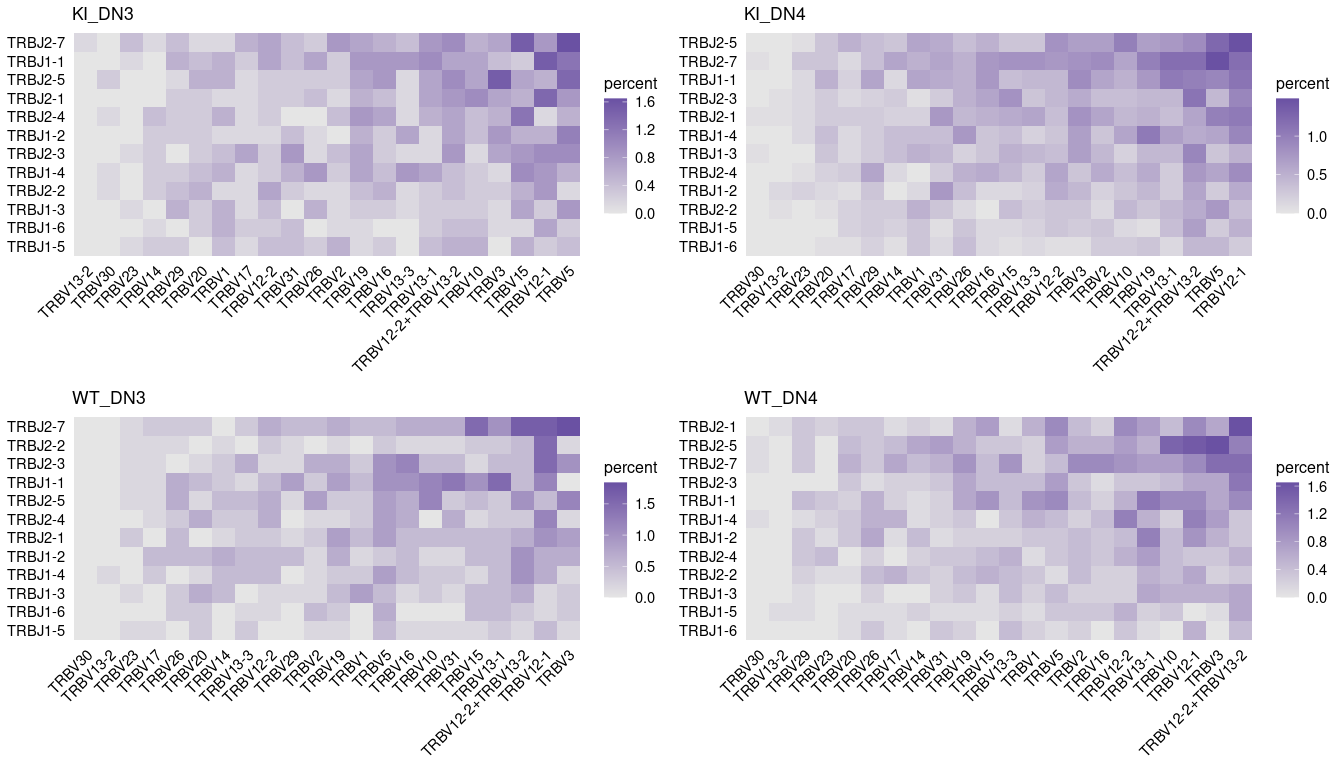 KI_DN3
TRBJ2-7
TRBJ1-1
TRBJ2-5
TRBJ2-1
TRBJ2-4
TRBJ1-2
TRBJ2-3
TRBJ1-4
TRBJ2-2
TRBJ1-3
TRBJ1-6
TRBJ1-5
TRBV13-2
TRBV30
TRBV23
TRBV14
TRBV29
TRBV20
TRBV1
TRBV17
TRBV12-2
TRBV31
TRBV26
TRBV2
TRBV19
TRBV16
TRBV13-3
TRBV13-1
TRBV12-2+TRBV13-2
TRBV10
TRBV3
TRBV15
TRBV12-1
TRBV5
percent
1.6
1.2
0.8
0.4
0.0
KI_DN4
TRBJ2-5
TRBJ2-7
TRBJ1-1
TRBJ2-3
TRBJ2-1
TRBJ1-4
TRBJ1-3
TRBJ2-4
TRBJ1-2
TRBJ2-2
TRBJ1-5
TRBJ1-6
TRBV30
TRBV13-2
TRBV23
TRBV20
TRBV17
TRBV29
TRBV14
TRBV1
TRBV31
TRBV26
TRBV16
TRBV15
TRBV13-3
TRBV12-2
TRBV3
TRBV2
TRBV10
TRBV19
TRBV13-1
TRBV12-2+TRBV13-2
TRBV5
TRBV12-1
percent
1.0
0.5
0.0
WT_DN3
TRBJ2-7
TRBJ2-2
TRBJ2-3
TRBJ1-1
TRBJ2-5
TRBJ2-4
TRBJ2-1
TRBJ1-2
TRBJ1-4
TRBJ1-3
TRBJ1-6
TRBJ1-5
TRBV30
TRBV13-2
TRBV23
TRBV17
TRBV26
TRBV20
TRBV14
TRBV13-3
TRBV12-2
TRBV29
TRBV2
TRBV19
TRBV1
TRBV5
TRBV16
TRBV10
TRBV31
TRBV15
TRBV13-1
TRBV12-2+TRBV13-2
TRBV12-1
TRBV3
percent
1.5
1.0
0.5
0.0
WT_DN4
TRBJ2-1
TRBJ2-5
TRBJ2-7
TRBJ2-3
TRBJ1-1
TRBJ1-4
TRBJ1-2
TRBJ2-4
TRBJ2-2
TRBJ1-3
TRBJ1-5
TRBJ1-6
TRBV30
TRBV13-2
TRBV29
TRBV23
TRBV20
TRBV26
TRBV17
TRBV14
TRBV31
TRBV19
TRBV15
TRBV13-3
TRBV1
TRBV5
TRBV2
TRBV16
TRBV12-2
TRBV13-1
TRBV10
TRBV12-1
TRBV3
TRBV12-2+TRBV13-2
percent
1.6
1.2
0.8
0.4
0.0